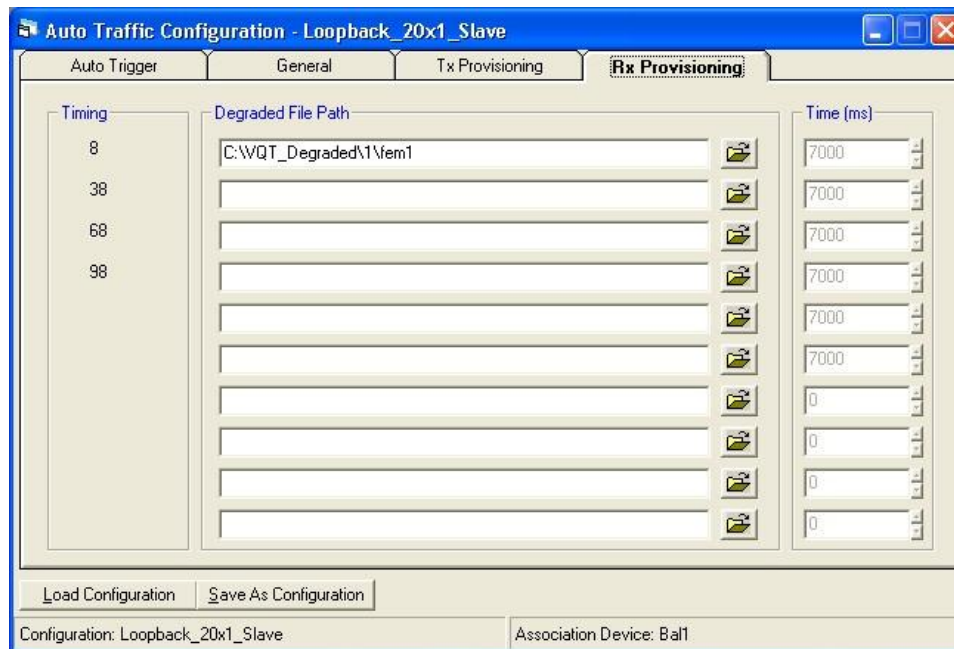 Auto Traffic Configuration - Loopback_20x1_Slave
Auto Trigger General Tx Provisioning Rx Provisioning
Timing Degraded File Path Time (ms)
8 C:\VQT_Degraded\1\fem1 7000
38 7000
68 7000
98 7000
7000
7000
0
0
0
0
Load Configuration Save As Configuration
Configuration: Loopback_20x1_Slave Association Device: Bal1